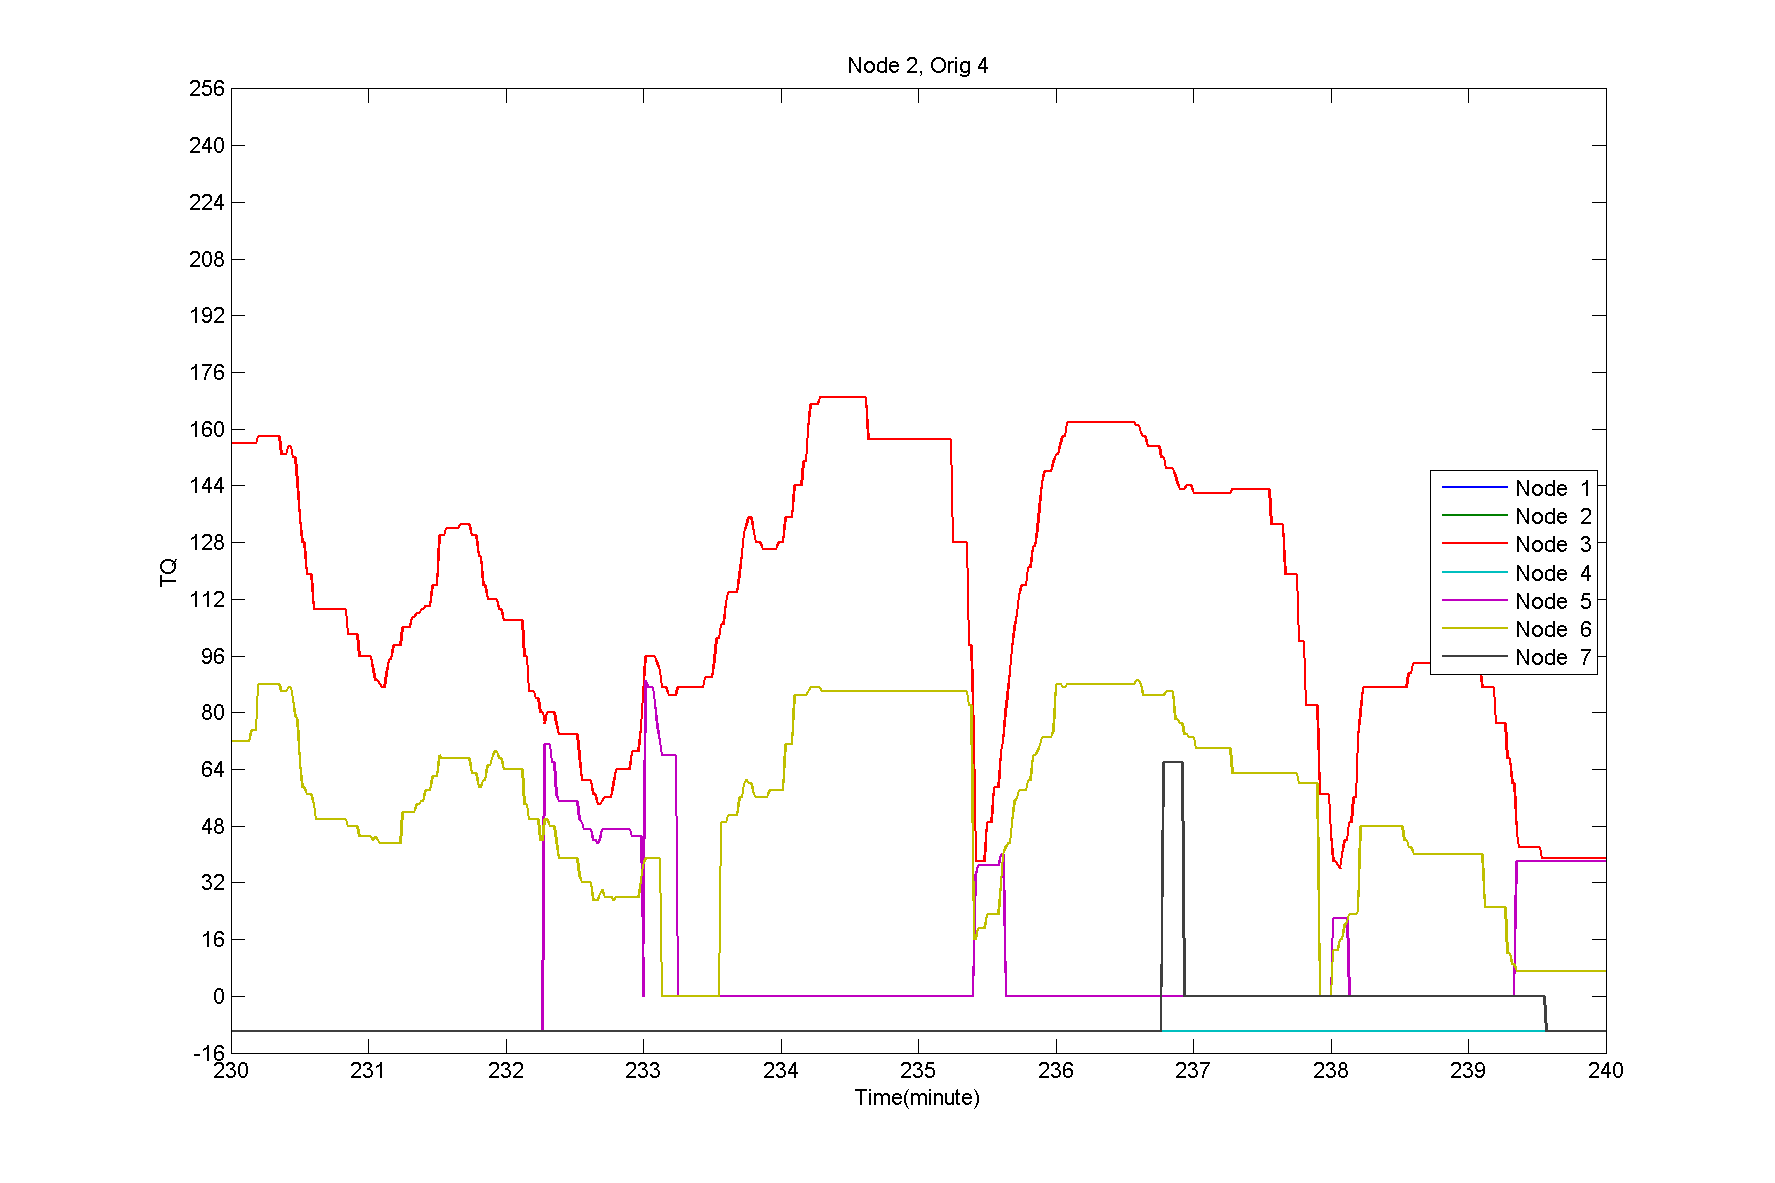 Node 2, Orig 4
256
240
224
208
192
176
160
144
128
112
96
80
64
48
32
16
0
-16
TQ
Node 1
Node 2
Node 3
Node 4
Node 5
Node 6
Node 7
230 231 232 233 234 235 236 237 238 239 240
Time(minute)